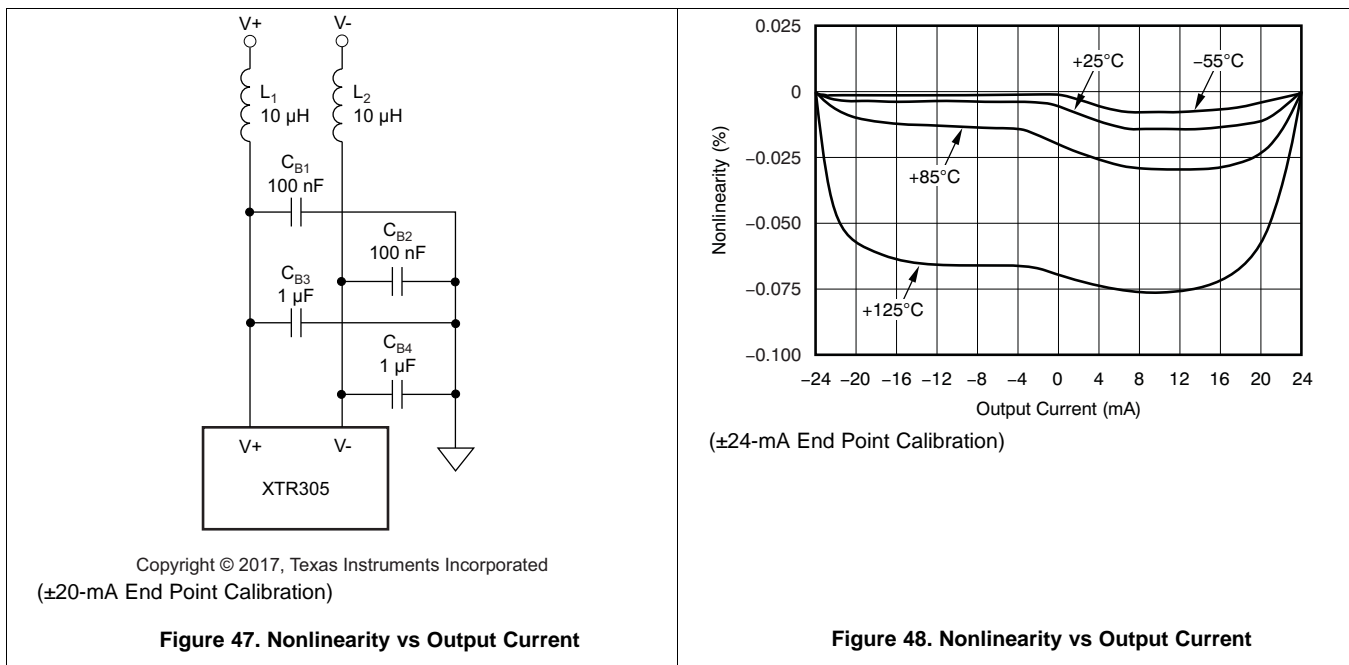 V+ V-
L1 L2
10 µH 10 µH
CB1
100 nF
CB2
100 nF
CB3
1 µF
CB4
1 µF
V+ V-
XTR305
Copyright © 2017, Texas Instruments Incorporated
(±20-mA End Point Calibration)
Figure 47. Nonlinearity vs Output Current
0.025
0
−0.025
−0.050
−0.075
−0.100
Nonlinearity (%)
+25°C
−55°C
+85°C
+125°C
−24 −20 −16 −12 −8 −4 0 4 8 12 16 20 24
Output Current (mA)
(±24-mA End Point Calibration)
Figure 48. Nonlinearity vs Output Current